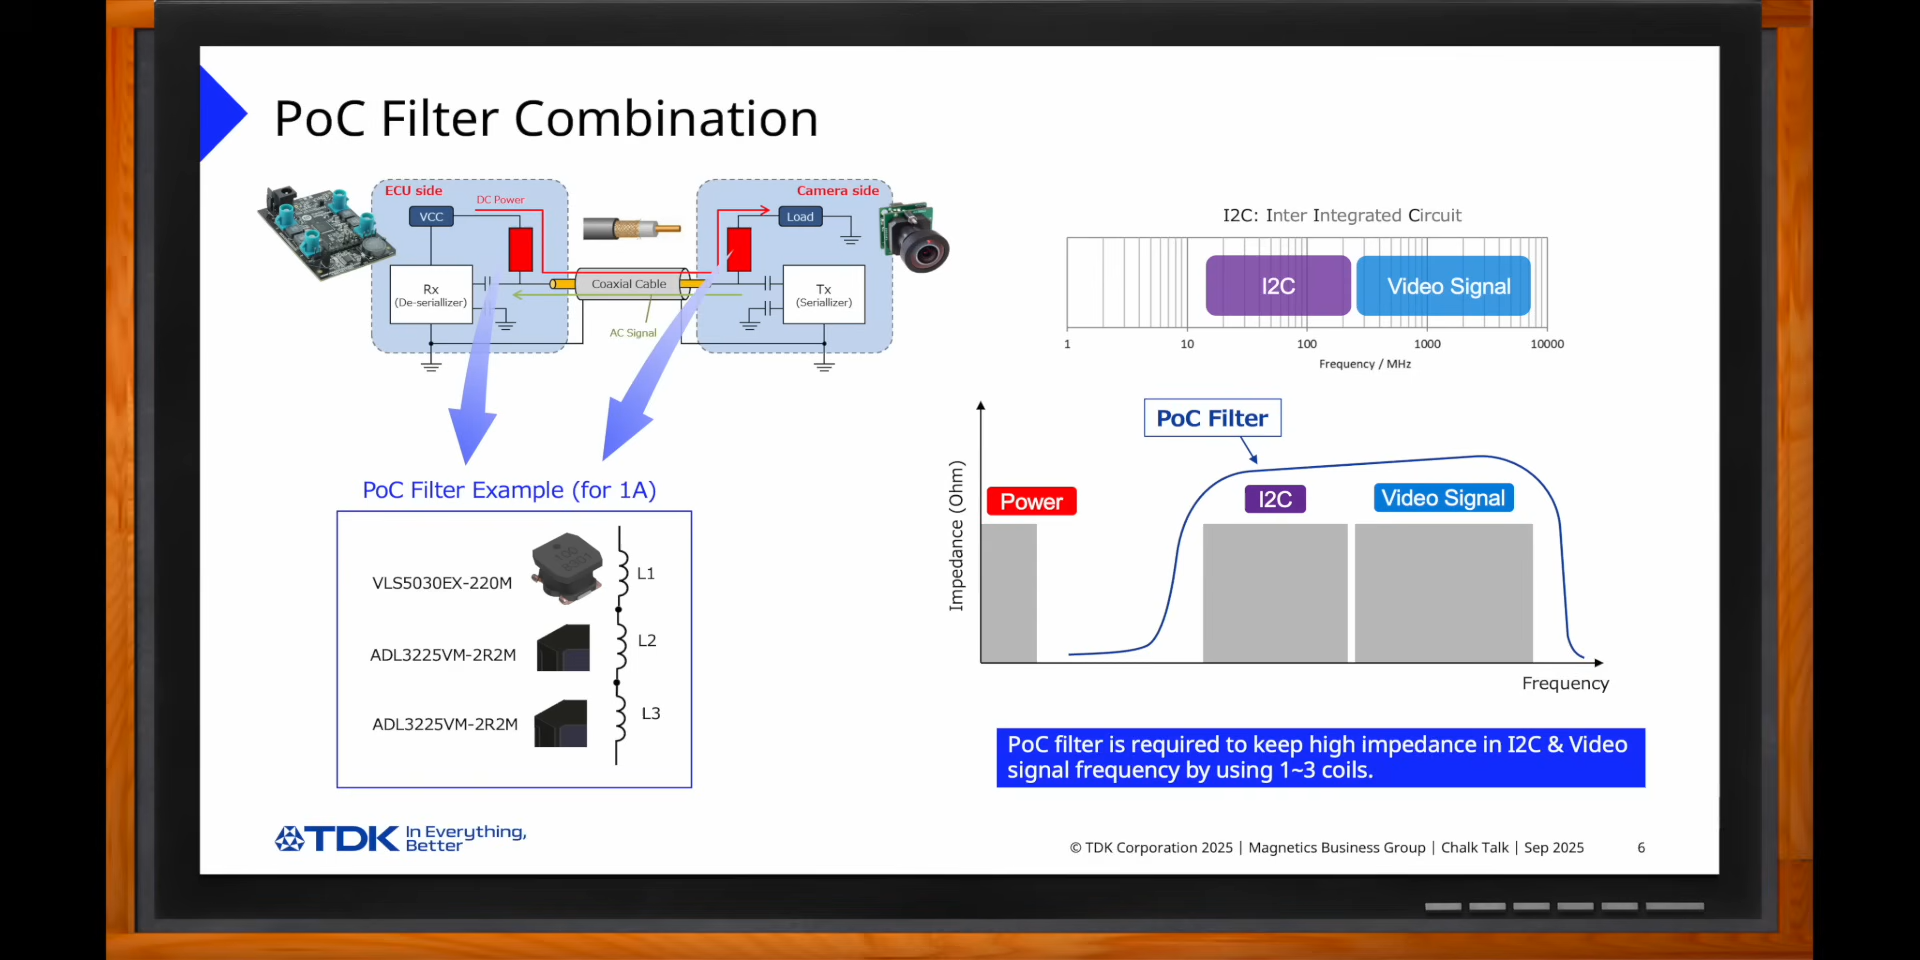 PoC Filter Combination
ECU side
DC Power
VCC
Rx
(De-seriallizer)
Coaxial Cable
AC Signal
Camera side
Load
Tx
(Seriallizer)
I2C: Inter Integrated Circuit
I2C
Video Signal
1
10
100
1000
10000
Frequency / MHz
PoC Filter Example (for 1A)
VLS5030EX-220M
L1
ADL3225VM-2R2M
L2
ADL3225VM-2R2M
L3
PoC Filter
Impedance (Ohm)
Power
I2C
Video Signal
Frequency
PoC filter is required to keep high impedance in I2C & Video
signal frequency by using 1~3 coils.
TDK
In Everything,
Better
© TDK Corporation 2025 | Magnetics Business Group | Chalk Talk | Sep 2025
6